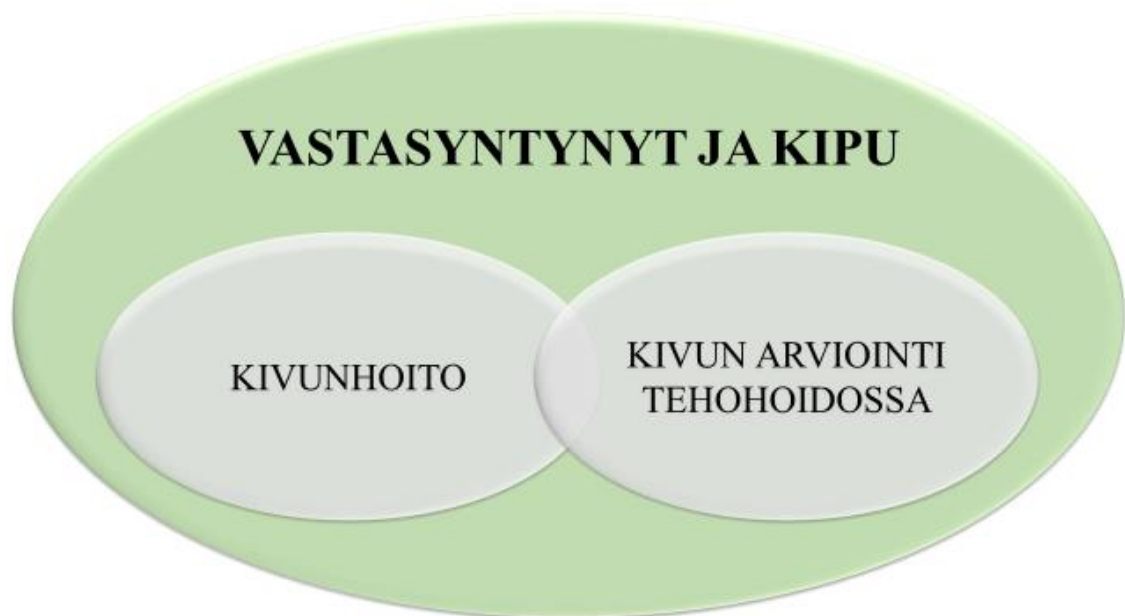 VASTASYNTYNYT JA KIPU
KIVUNHOITO
KIVUN ARVIOINTI
TEHOHOIDOSSA